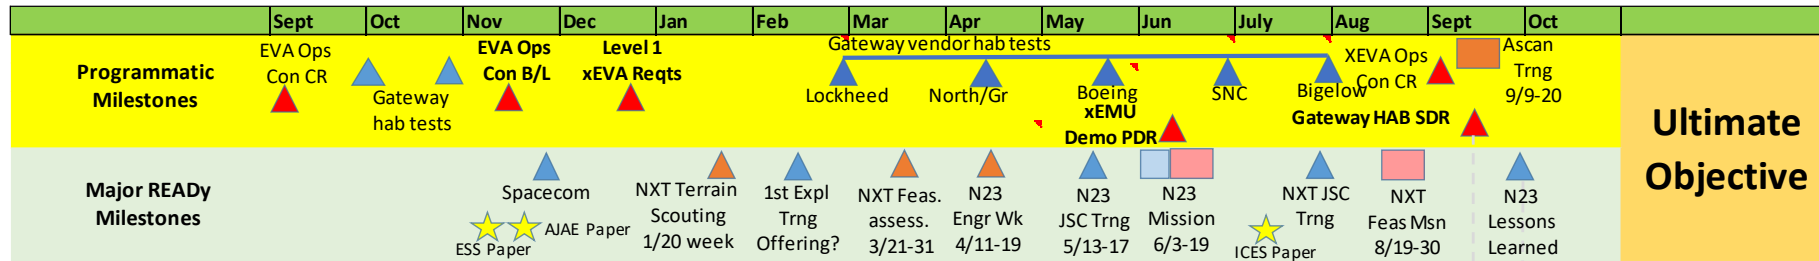 Sept Oct Nov Dec Jan Feb Mar Apr May Jun July Aug Sept Oct
Programmatic
Milestones
EVA Ops
Con CR
Gateway
hab tests
EVA Ops
Con B/L
Level 1
xEVA Reqts
Gateway vendor hab tests
Lockheed
North/Gr
Boeing
SNC
Bigelow
xEMU
Demo PDR
XEVA Ops
Con CR
Gateway HAB SDR
Ascan
Trng
9/9-20
Major READy
Milestones
ESS Paper
AJAE Paper
Spacecom
NXT Terrain
Scouting
1/20 week
1st Expl
Trng
Offering?
NXT Feas.
assess.
3/21-31
N23
Engr Wk
4/11-19
N23
JSC Trng
5/13-17
N23
Mission
6/3-19
ICES Paper
NXT JSC
Trng
NXT
Feas Msn
8/19-30
N23
Lessons
Learned
Ultimate
Objective